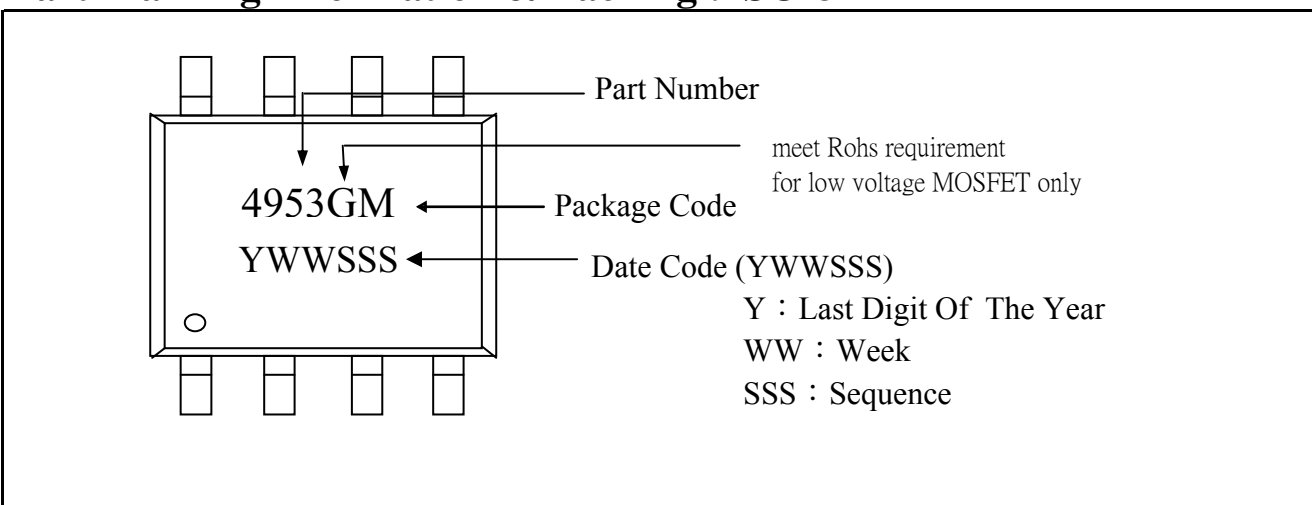 Part Number
meet Rohs requirement
for low voltage MOSFET only
4953GM
Package Code
YWWSSS
Date Code (YWWSSS)
Y：Last Digit Of The Year
WW：Week
SSS：Sequence